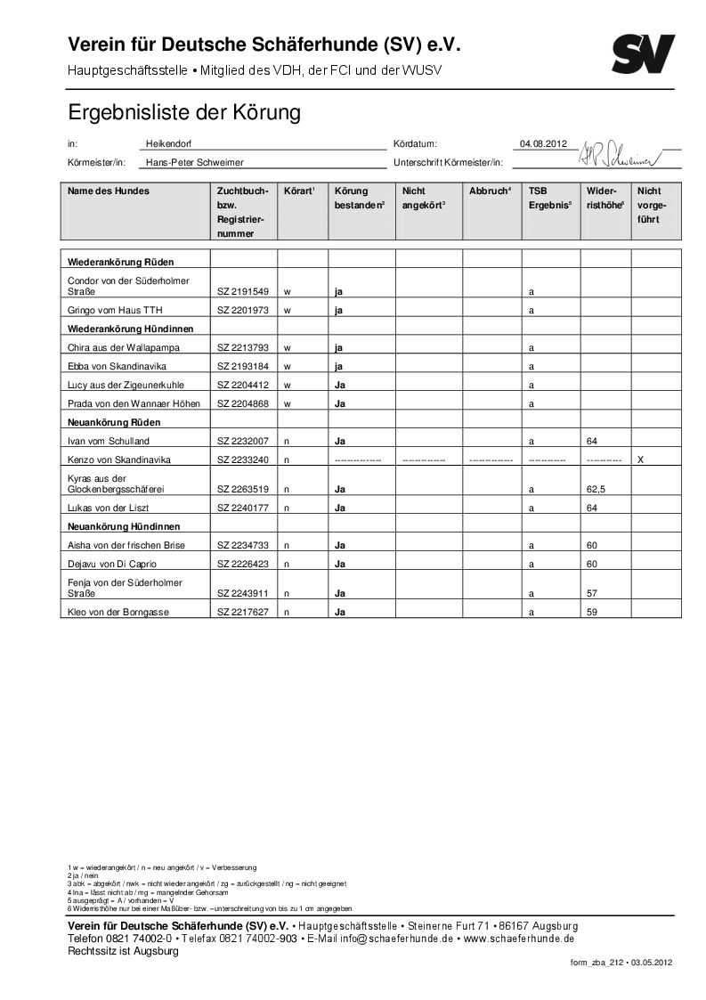 Verein für Deutsche Schäferhunde (SV) e.V.
Hauptgeschäftsstelle • Mitglied des VDH, der FCI und der WUSV
SV
Ergebnisliste der Körung
in: Heikendorf Kördatum: 04.08.2012
Körmeister/in: Hans-Peter Schweimer Unterschrift Körmeister/in: H.P. Schweimer
Name des Hundes Zuchtbuch- Körart¹ Körung Nicht Abbruch⁴ TSB Wider- Nicht
bzw. bestanden² angekört³ Ergebnis⁵ risthöhe⁶ vorge-
Registrier- führt
nummer
Wiederankörung Rüden
Condor von der Süderholmer
Straße SZ 2191549 w ja a
Gringo vom Haus TTH SZ 2201973 w ja a
Wiederankörung Hündinnen
Chira aus der Wallapampa SZ 2213793 w ja a
Ebba von Skandinavika SZ 2193184 w ja a
Lucy aus der Zigeunerkuhle SZ 2204412 w Ja a
Prada von den Wannaer Höhen SZ 2204868 w Ja a
Neuankörung Rüden
Ivan vom Schulland SZ 2232007 n Ja a 64
Kenzo von Skandinavika SZ 2233240 n --------------- -------------- -------------- ------------ ----------- X
Kyras aus der
Glockenbergsschäferei SZ 2263519 n Ja a 62,5
Lukas von der Liszt SZ 2240177 n Ja a 64
Neuankörung Hündinnen
Aisha von der frischen Brise SZ 2234733 n Ja a 60
Dejavu von Di Caprio SZ 2226423 n Ja a 60
Fenja von der Süderholmer
Straße SZ 2243911 n Ja a 57
Kleo von der Borngasse SZ 2217627 n Ja a 59
1 w = wiederangekört / n = neu angekört / v = Verbesserung
2 ja / nein
3 abk = abgekört / nwk = nicht wieder angekört / zg = zurückgestellt / ng = nicht geeignet
4 lna = lässt nicht ab / mg = mangelnder Gehorsam
5 ausgeprägt = A / vorhanden = V
6 Widerristhöhe nur bei einer Maßüber- bzw. –unterschreitung von bis zu 1 cm angegeben
Verein für Deutsche Schäferhunde (SV) e.V. • Hauptgeschäftsstelle • Steinerne Furt 71 • 86167 Augsburg
Telefon 0821 74002-0 • Telefax 0821 74002-903 • E-Mail info@schaeferhunde.de • www.schaeferhunde.de
Rechtssitz ist Augsburg
form_zba_212 • 03.05.2012